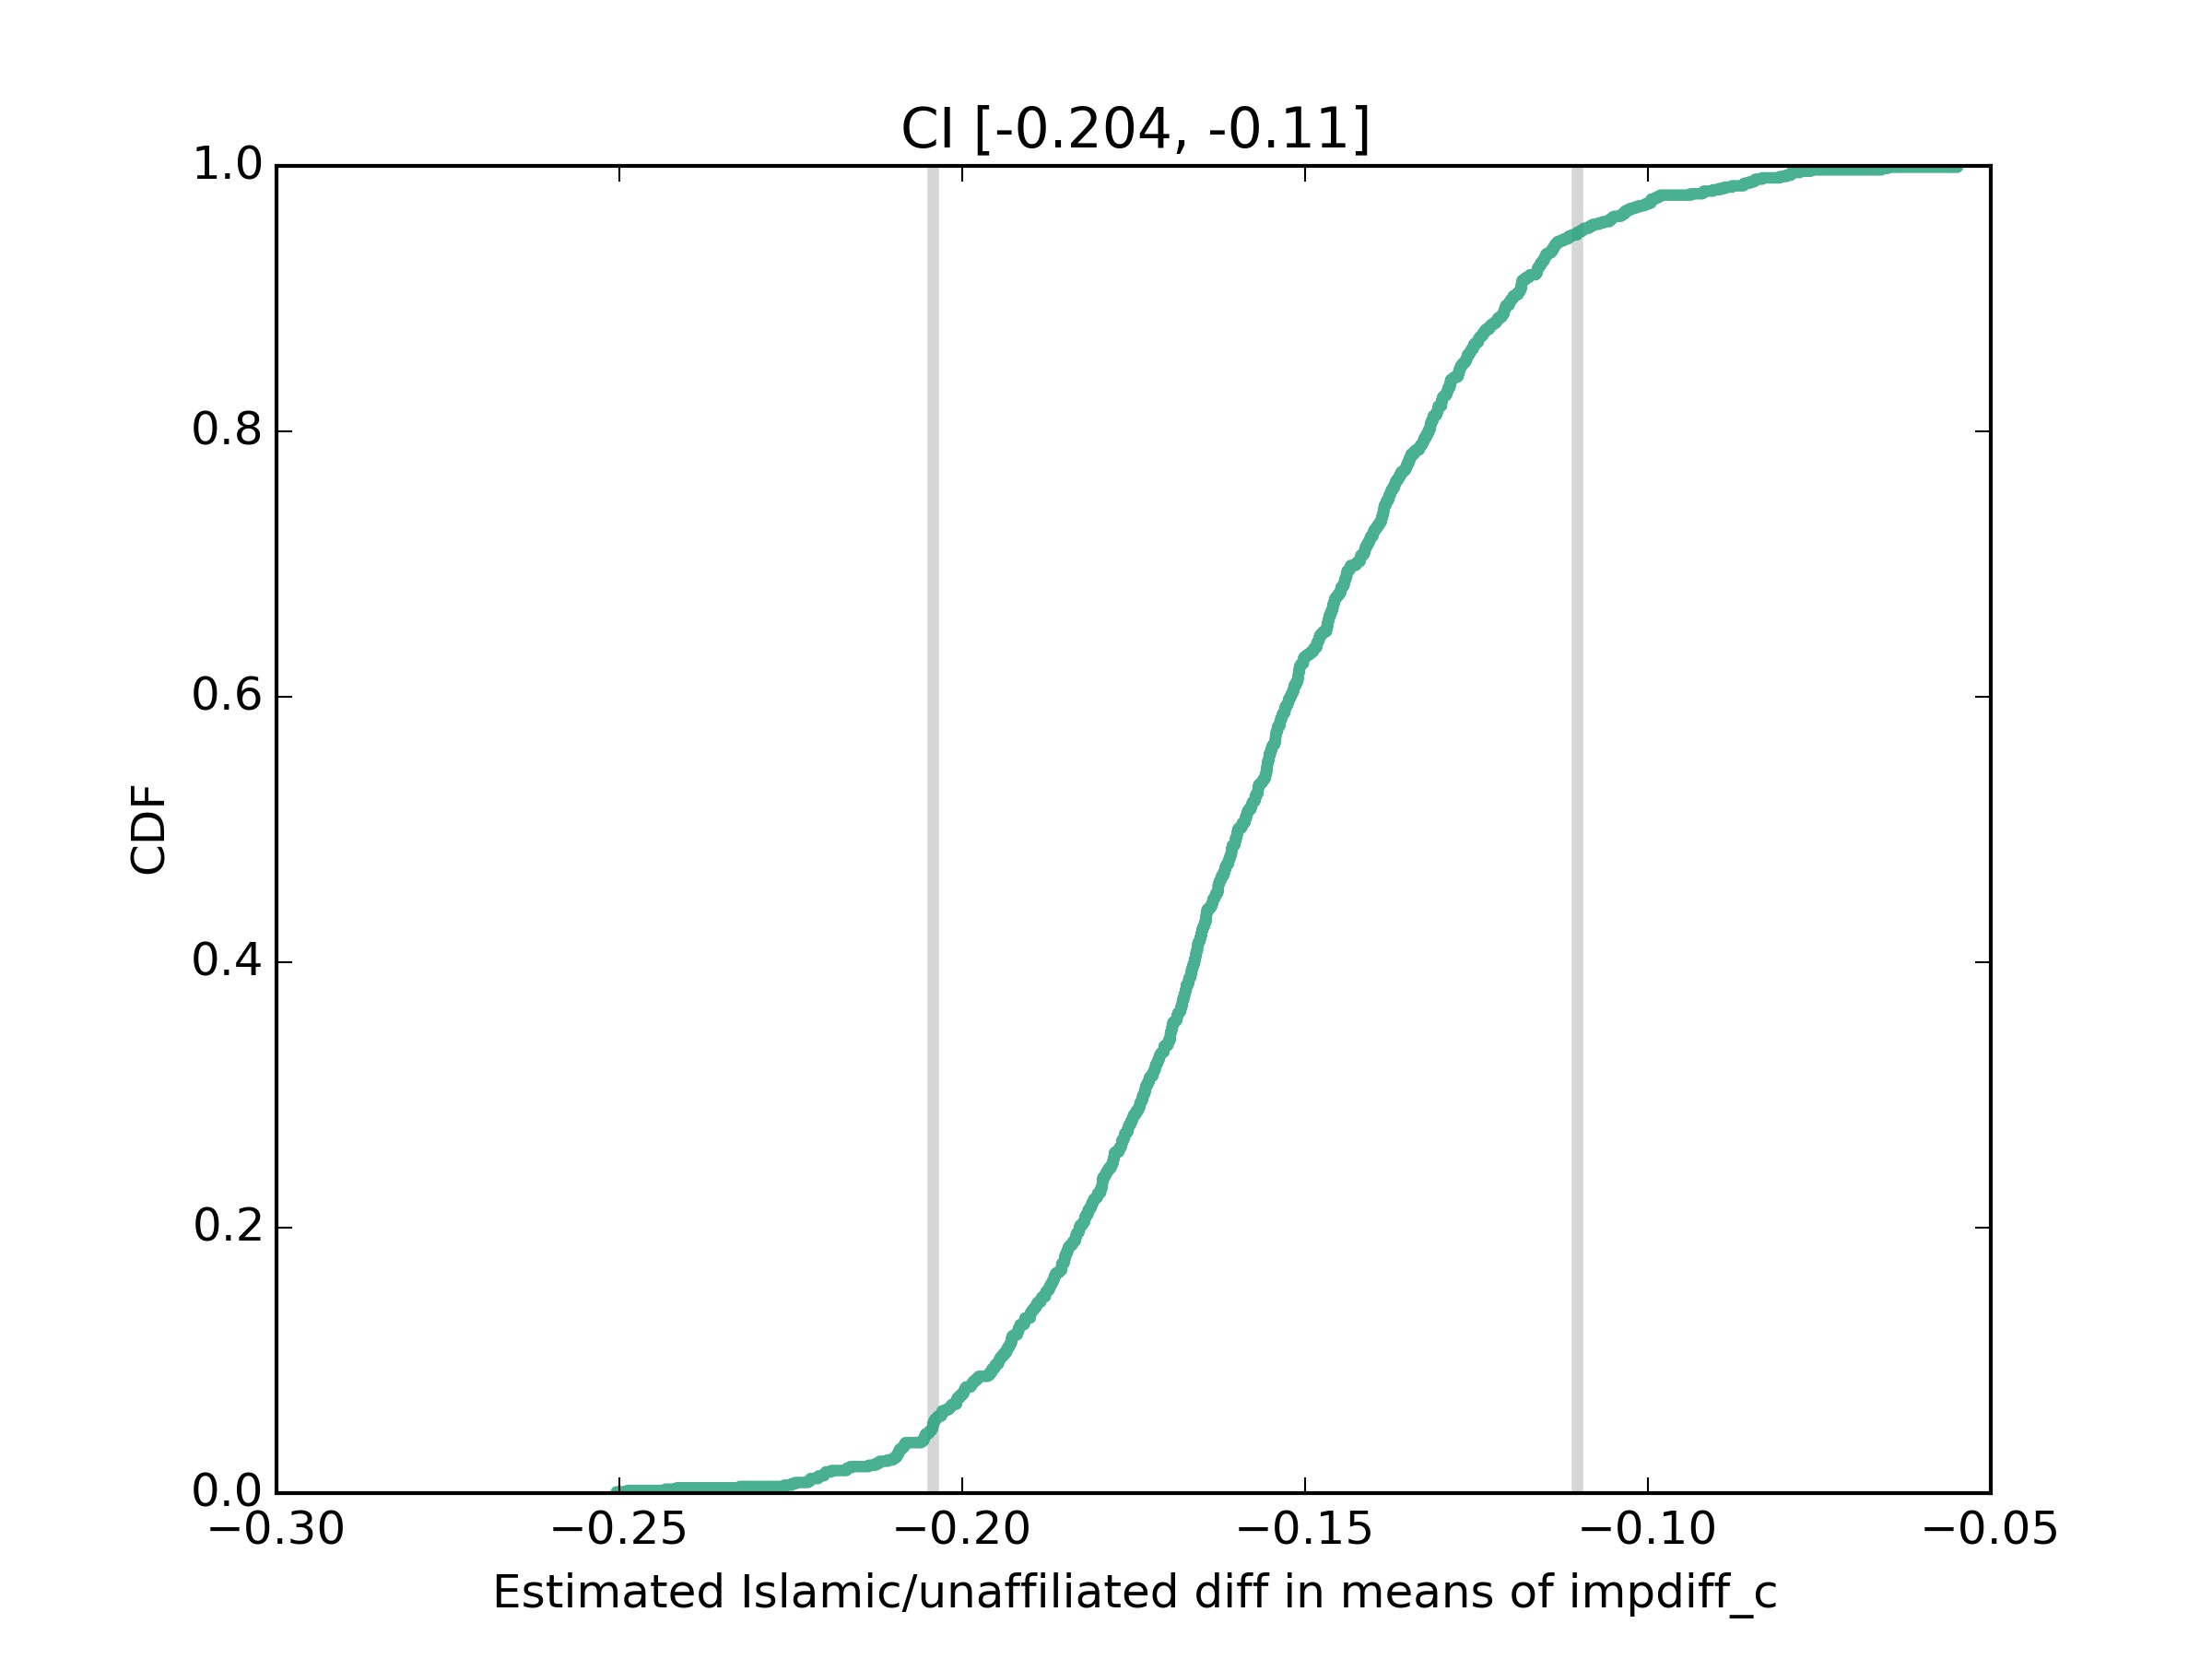 CI [-0.204, -0.11]
1.0
0.8
0.6
0.4
0.2
0.0
CDF
−0.30 −0.25 −0.20 −0.15 −0.10 −0.05
Estimated Islamic/unaffiliated diff in means of impdiff_c